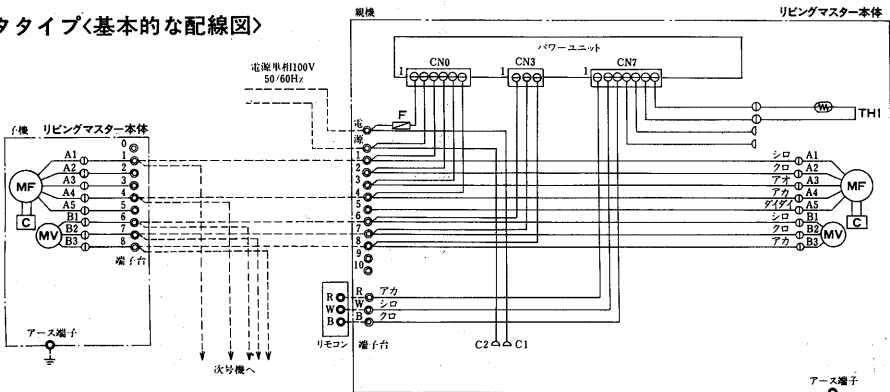 タタイプ〈基本的な配線図〉
親機
リビングマスター本体
パワーユニット
1 CN0
1 CN3
1 CN7
電源単相100V
50/60Hz
F
TH1
子機 リビングマスター本体
電
源
0
1
2
3
4
5
6
7
8
端子台
A1
A2
A3
A4
A5
B1
B2
B3
MF
C
MV
1
2
3
4
5
6
7
8
9
10
シロ A1
クロ A2
アオ A3
アカ A4
ダイダイ A5
シロ B1
クロ B2
アカ B3
MF
C
MV
R R アカ
W W シロ
B B クロ
リモコン 端子台
C2 C1
アース端子
次号機へ
アース端子